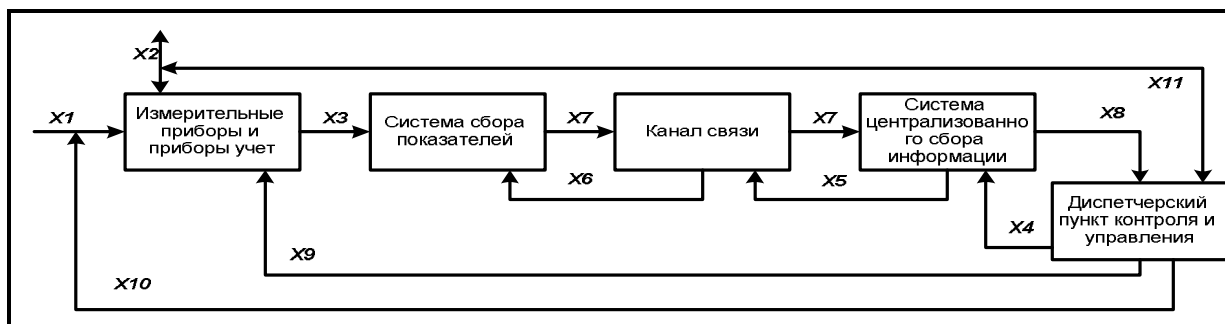 X2
X11
X1
Измерительные
приборы и
приборы учет
X3
Система сбора
показателей
X7
Канал связи
X7
Система
централизованно
го сбора
информации
X8
X6
X5
X4
Диспетчерский
пункт контроля и
управления
X9
X10